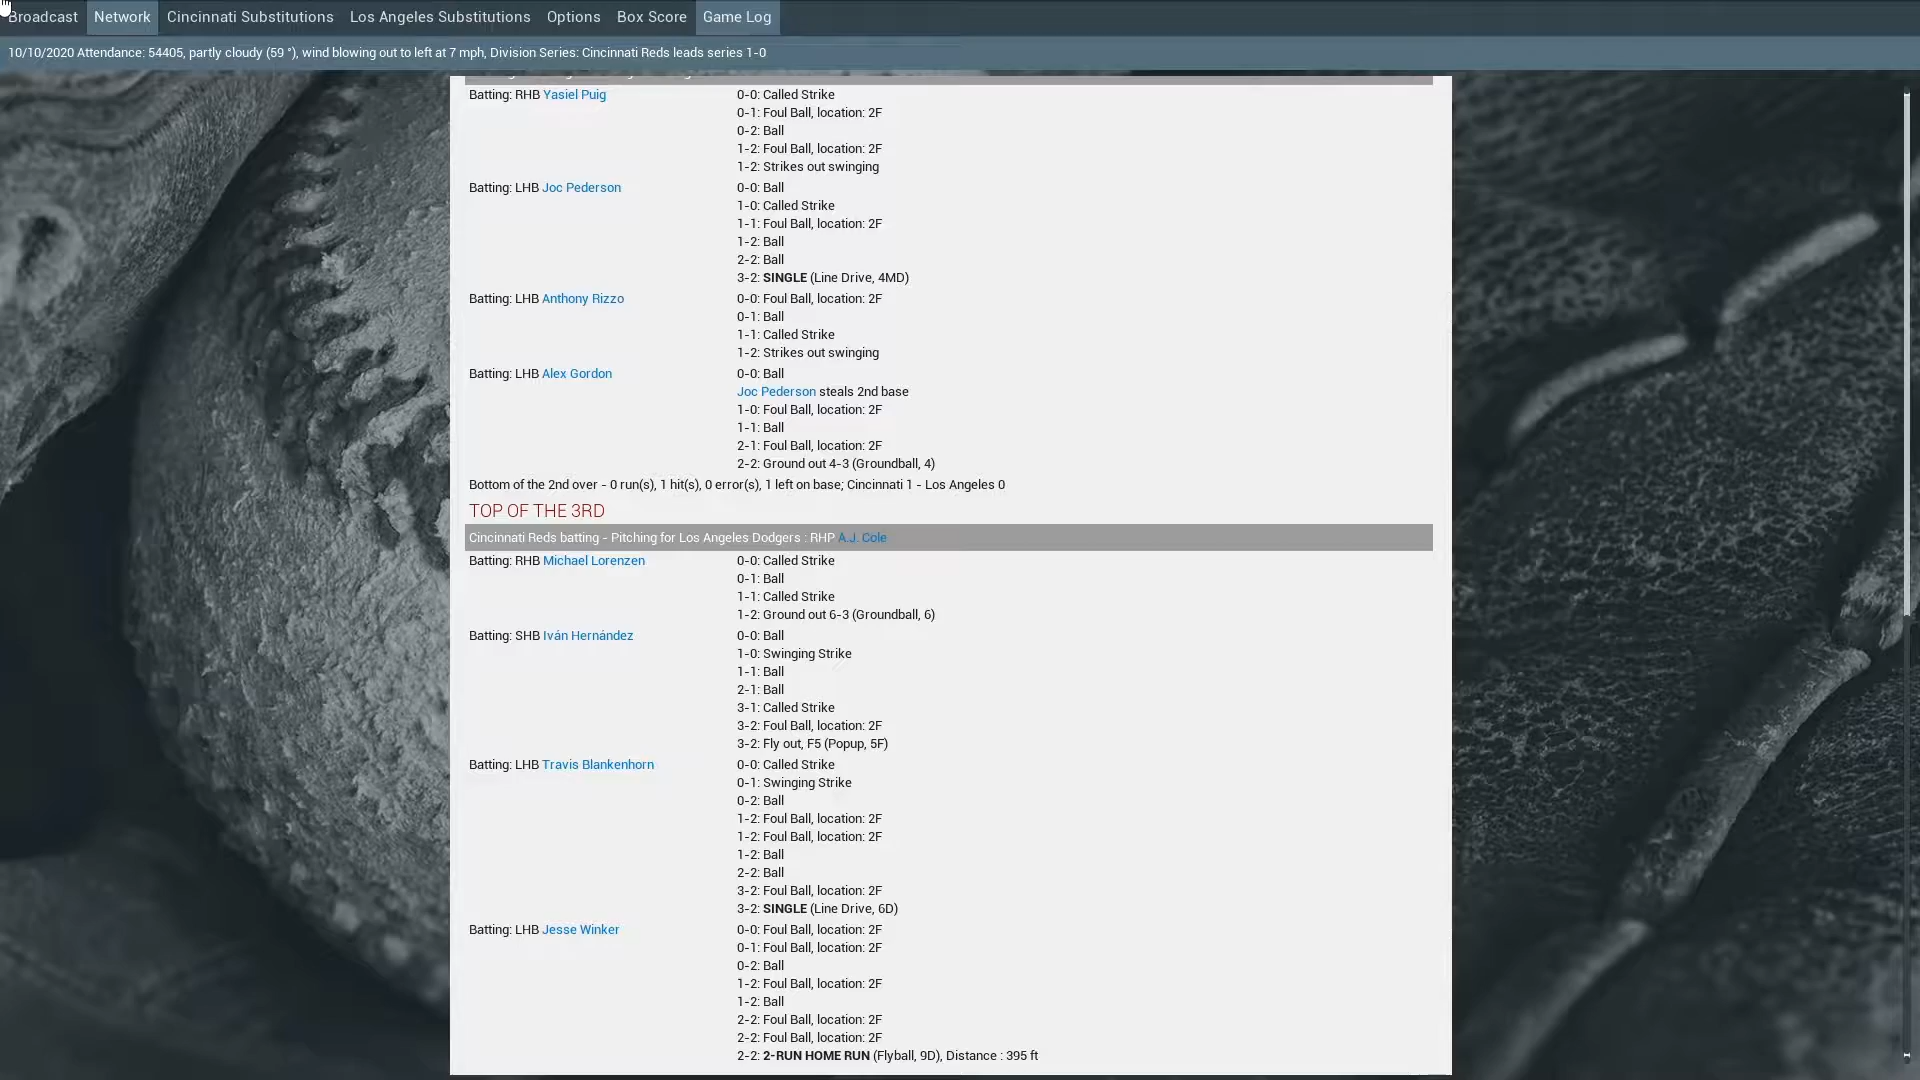 Broadcast Network Cincinnati Substitutions Los Angeles Substitutions Options Box Score Game Log
10/10/2020 Attendance: 54405, partly cloudy (59 °), wind blowing out to left at 7 mph, Division Series: Cincinnati Reds leads series 1-0
Batting: RHB Yasiel Puig 0-0: Called Strike
0-1: Foul Ball, location: 2F
0-2: Ball
1-2: Foul Ball, location: 2F
1-2: Strikes out swinging
Batting: LHB Joc Pederson 0-0: Ball
1-0: Called Strike
1-1: Foul Ball, location: 2F
1-2: Ball
2-2: Ball
3-2: SINGLE (Line Drive, 4MD)
Batting: LHB Anthony Rizzo 0-0: Foul Ball, location: 2F
0-1: Ball
1-1: Called Strike
1-2: Strikes out swinging
Batting: LHB Alex Gordon 0-0: Ball
Joc Pederson steals 2nd base
1-0: Foul Ball, location: 2F
1-1: Ball
2-1: Foul Ball, location: 2F
2-2: Ground out 4-3 (Groundball, 4)
Bottom of the 2nd over - 0 run(s), 1 hit(s), 0 error(s), 1 left on base; Cincinnati 1 - Los Angeles 0
TOP OF THE 3RD
Cincinnati Reds batting - Pitching for Los Angeles Dodgers : RHP A.J. Cole
Batting: RHB Michael Lorenzen 0-0: Called Strike
0-1: Ball
1-1: Called Strike
1-2: Ground out 6-3 (Groundball, 6)
Batting: SHB Iván Hernández 0-0: Ball
1-0: Swinging Strike
1-1: Ball
2-1: Ball
3-1: Called Strike
3-2: Foul Ball, location: 2F
3-2: Fly out, F5 (Popup, 5F)
Batting: LHB Travis Blankenhorn 0-0: Called Strike
0-1: Swinging Strike
0-2: Ball
1-2: Foul Ball, location: 2F
1-2: Foul Ball, location: 2F
1-2: Ball
2-2: Ball
3-2: Foul Ball, location: 2F
3-2: SINGLE (Line Drive, 6D)
Batting: LHB Jesse Winker 0-0: Foul Ball, location: 2F
0-1: Foul Ball, location: 2F
0-2: Ball
1-2: Foul Ball, location: 2F
1-2: Ball
2-2: Foul Ball, location: 2F
2-2: Foul Ball, location: 2F
2-2: 2-RUN HOME RUN (Flyball, 9D), Distance : 395 ft